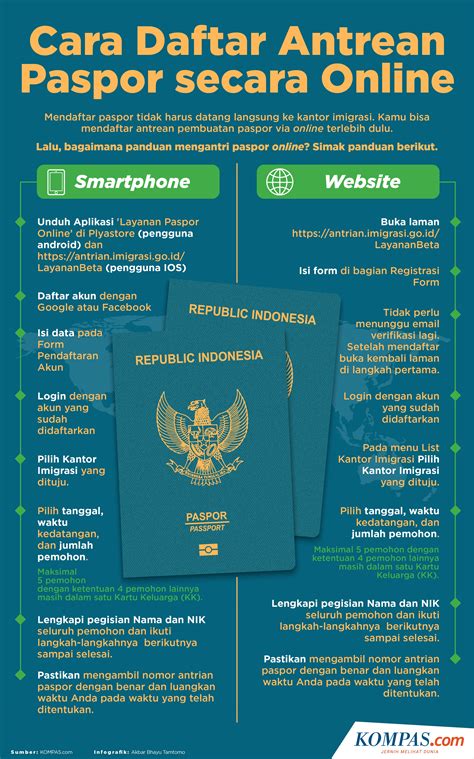 Cara Daftar Antrean
Paspor secara Online
Mendaftar paspor tidak harus datang langsung ke kantor imigrasi. Kamu bisa
mendaftar antrean pembuatan paspor via online terlebih dulu.
Lalu, bagaimana panduan mengantri paspor online? Simak panduan berikut.
Smartphone
Unduh Aplikasi 'Layanan Paspor
Online' di Plyastore (pengguna
android) dan
https://antrian.imigrasi.go.id/
LayananBeta (pengguna IOS)
Daftar akun dengan
Google atau Facebook
Isi data pada
Form
Pendaftaran
Akun
Login dengan
akun yang
sudah
didaftarkan
Pilih Kantor
Imigrasi yang
dituju.
Pilih tanggal,
waktu
kedatangan,
dan jumlah
pemohon.
Maksimal
5 pemohon
dengan ketentuan 4 pemohon lainnya
masih dalam satu Kartu Keluarga (KK).
Lengkapi pegisian Nama dan NIK
seluruh pemohon dan ikuti
langkah-langkahnya berikutnya
sampai selesai.
Pastikan mengambil nomor antrian
paspor dengan benar dan luangkan
waktu Anda pada waktu yang telah
ditentukan.
Website
Buka laman
https://antrian.imigrasi.go.id/
LayananBeta
Isi form di bagian Registrasi
Form
Tidak perlu
menunggu email
verifikasi lagi.
Setelah mendaftar
buka kembali laman
di langkah pertama.
Login dengan akun
yang sudah
didaftarkan
Pada menu List
Kantor Imigrasi Pilih
Kantor Imigrasi
yang dituju.
Pilih tanggal, waktu
kedatangan, dan
jumlah pemohon.
Maksimal 5 pemohon dengan
ketentuan 4 pemohon lainnya
masih dalam satu Kartu
Keluarga (KK).
Lengkapi pegisian Nama dan NIK
seluruh pemohon dan ikuti
langkah-langkahnya berikutnya
sampai selesai.
Pastikan mengambil nomor antrian
paspor dengan benar dan luangkan
waktu Anda pada waktu yang telah
ditentukan.
REPUBLIC INDONESIA
REPUBLIC INDONESIA
PASPOR
PASSPORT
Sumber: KOMPAS.com
Infografik: Akbar Bhayu Tamtomo
KOMPAS.com
JERNIH MELIHAT DUNIA